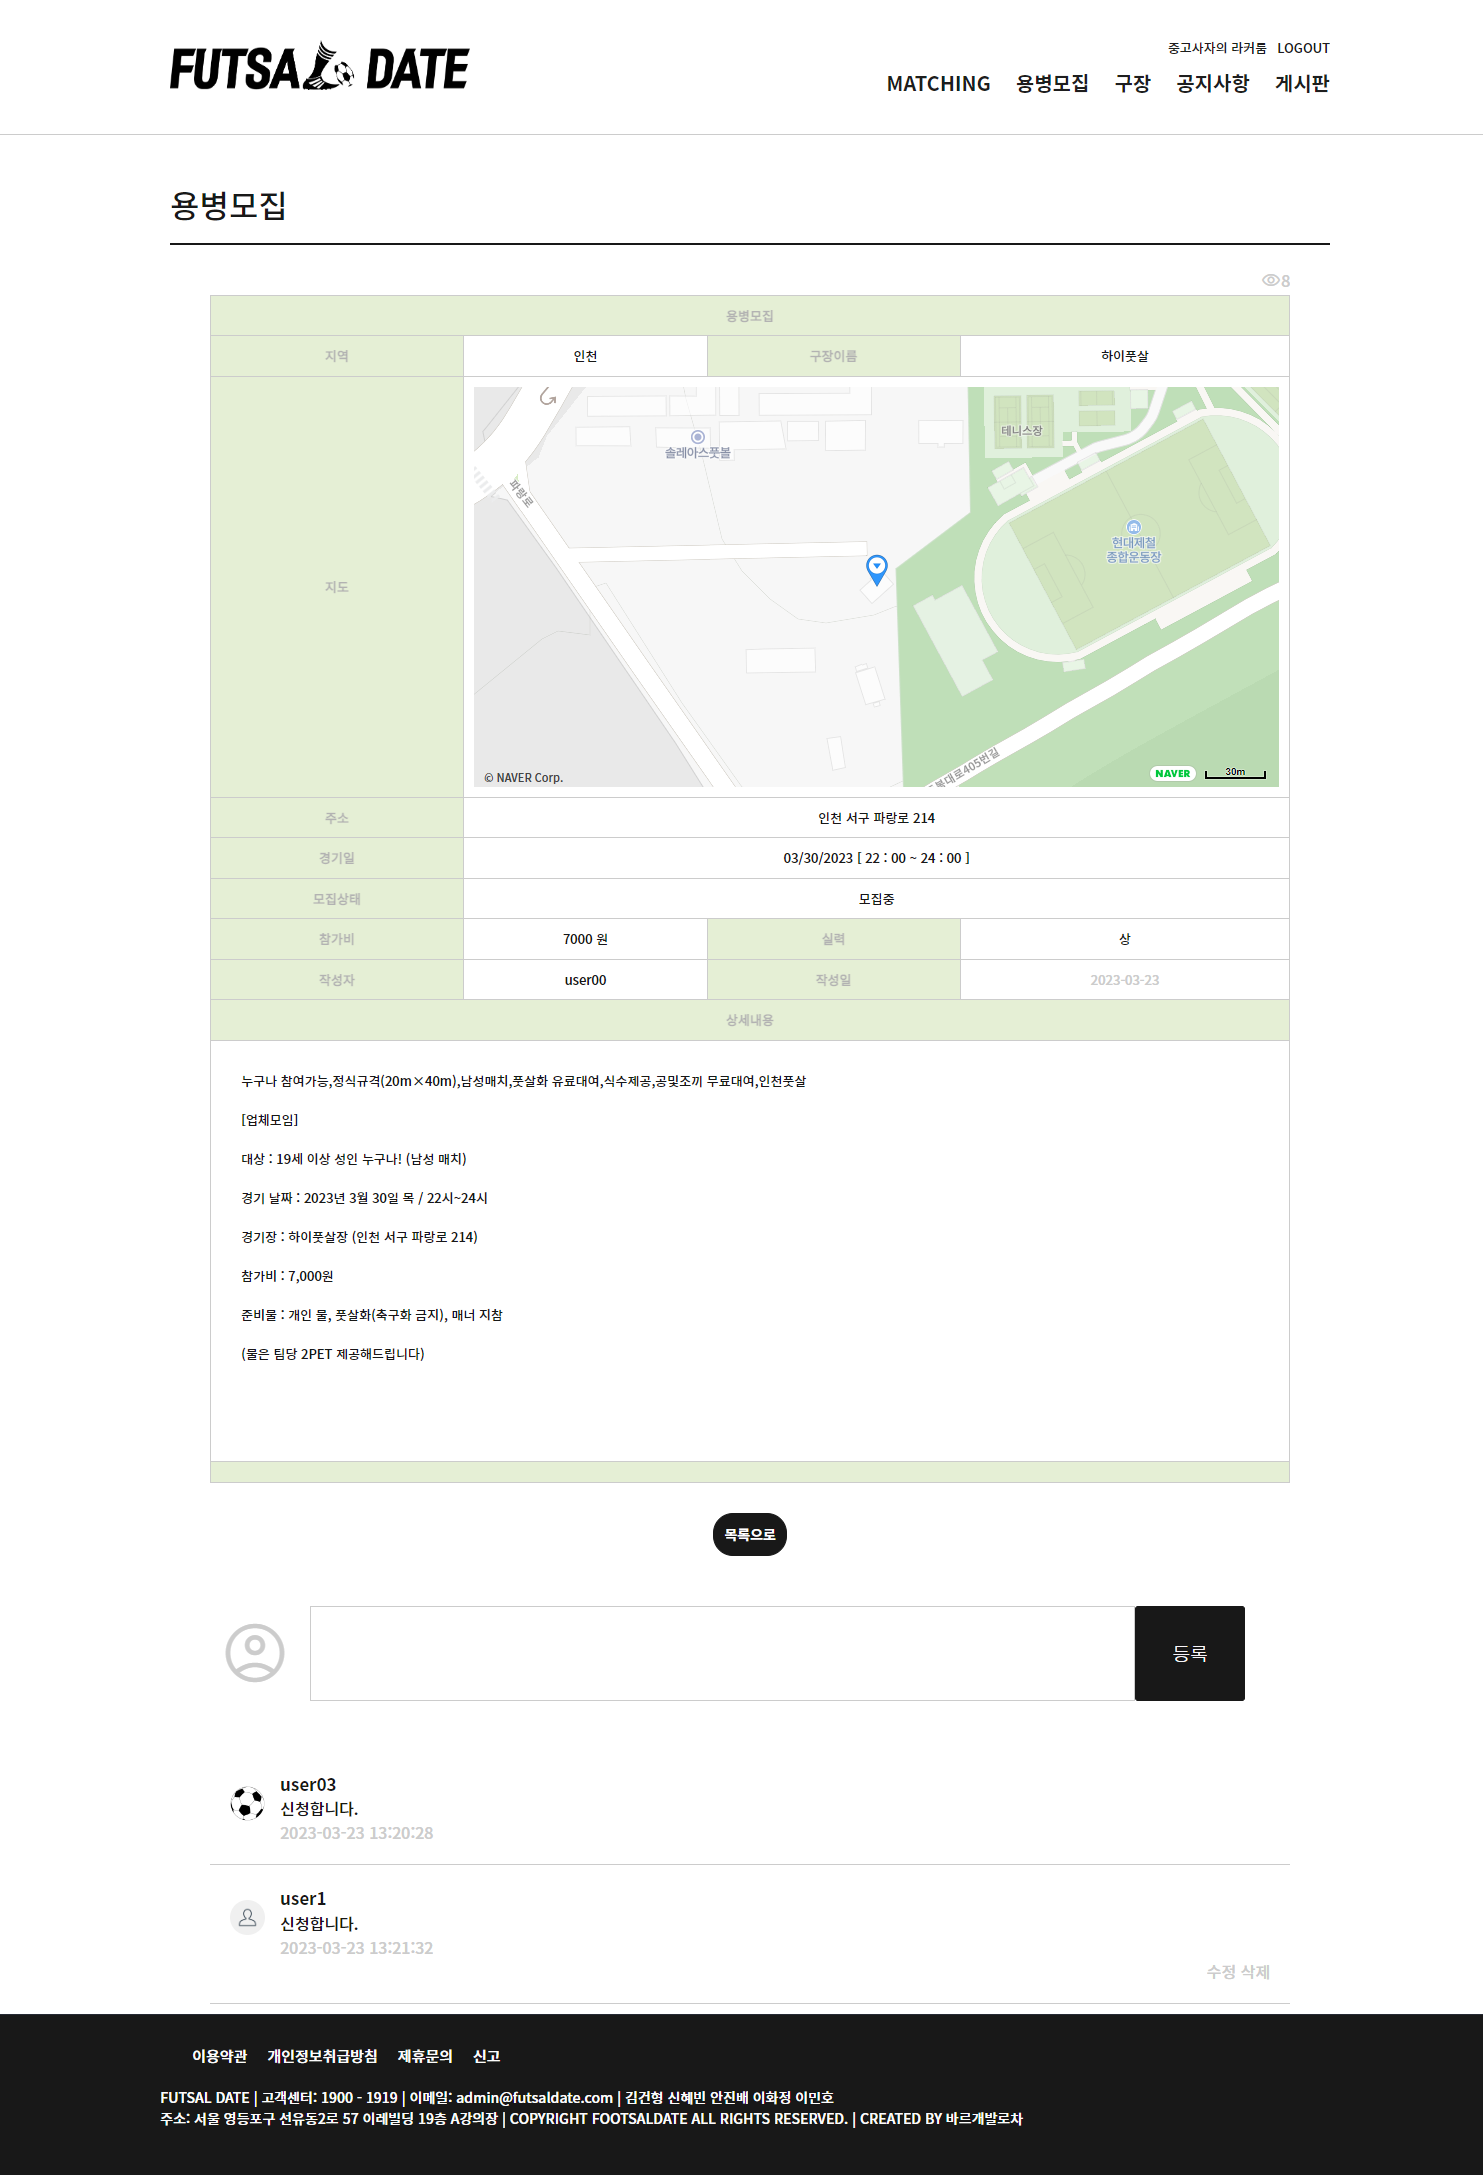 FUTSAL DATE
중고사자의 라커룸 LOGOUT
MATCHING 용병모집 구장 공지사항 게시판
용병모집
8
용병모집
지역 인천 구장이름 하이풋살
지도
솔레아스풋볼
테니스장
파랑로
현대제철
종합운동장
북대로405번길
© NAVER Corp.
NAVER 30m
주소 인천 서구 파랑로 214
경기일 03/30/2023 [ 22 : 00 ~ 24 : 00 ]
모집상태 모집중
참가비 7000 원 실력 상
작성자 user00 작성일 2023-03-23
상세내용
누구나 참여가능,정식규격(20m×40m),남성매치,풋살화 유료대여,식수제공,공및조끼 무료대여,인천풋살
[업체모임]
대상 : 19세 이상 성인 누구나! (남성 매치)
경기 날짜 : 2023년 3월 30일 목 / 22시~24시
경기장 : 하이풋살장 (인천 서구 파랑로 214)
참가비 : 7,000원
준비물 : 개인 물, 풋살화(축구화 금지), 매너 지참
(물은 팀당 2PET 제공해드립니다)
목록으로
등록
user03
신청합니다.
2023-03-23 13:20:28
user1
신청합니다.
2023-03-23 13:21:32
수정 삭제
이용약관 개인정보취급방침 제휴문의 신고
FUTSAL DATE | 고객센터: 1900 - 1919 | 이메일: admin@futsaldate.com | 김건형 신혜빈 안진배 이화정 이민호
주소: 서울 영등포구 선유동2로 57 이레빌딩 19층 A강의장 | COPYRIGHT FOOTSALDATE ALL RIGHTS RESERVED. | CREATED BY 바르개발로차